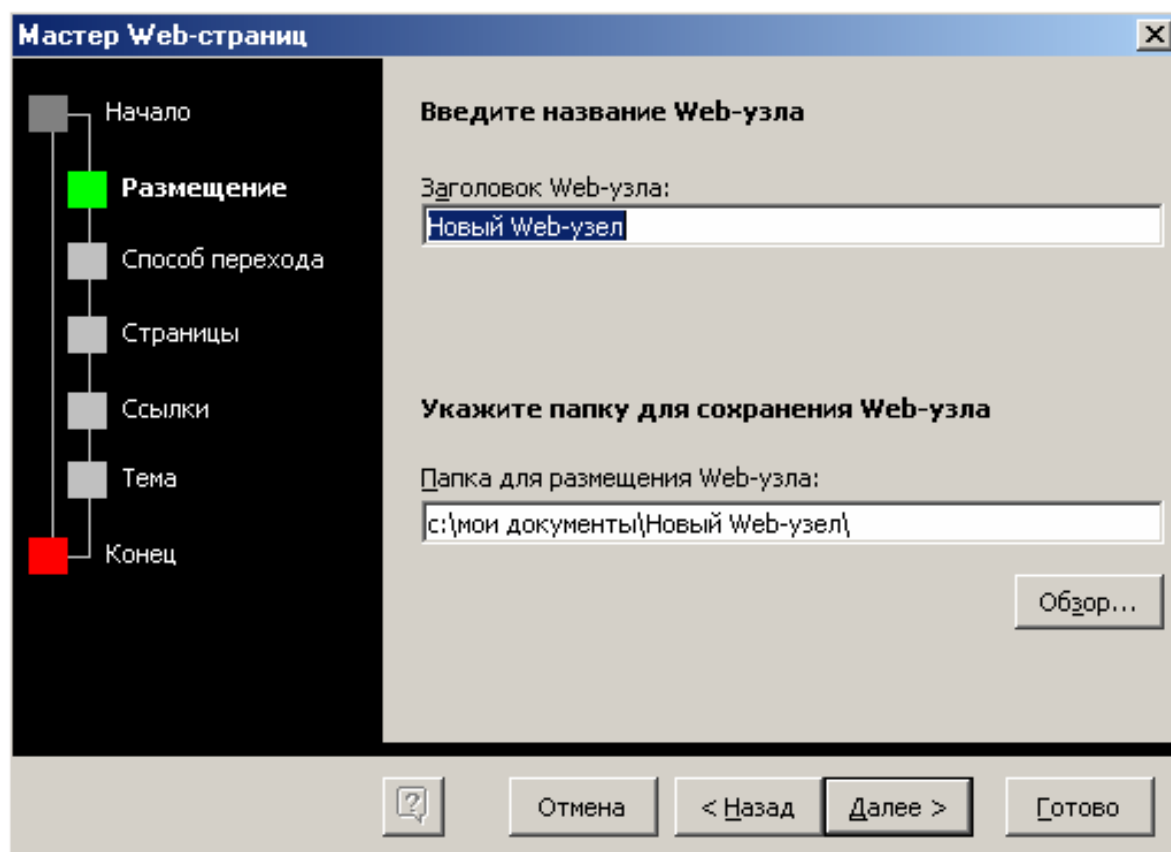 Мастер Web-страниц
Начало
Размещение
Способ перехода
Страницы
Ссылки
Тема
Конец
Введите название Web-узла
Заголовок Web-узла:
Новый Web-узел
Укажите папку для сохранения Web-узла
Папка для размещения Web-узла:
c:\мои документы\Новый Web-узел\
Обзор...
Отмена
< Назад
Далее >
Готово